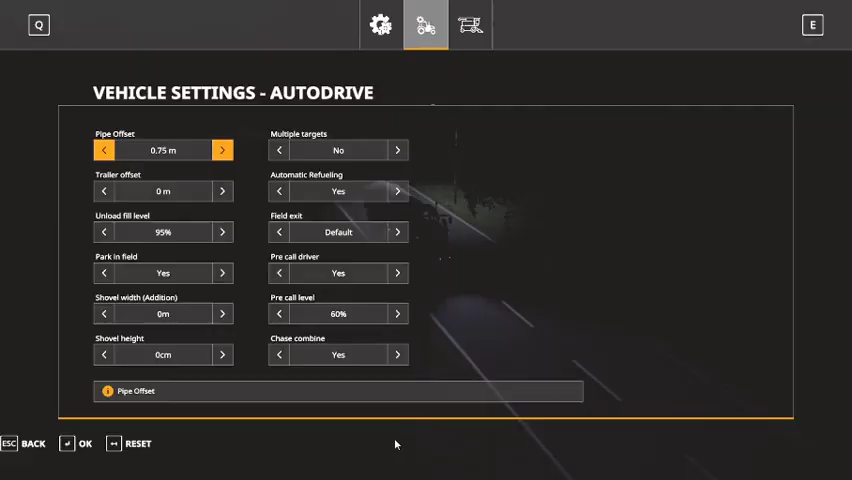 Q
E
VEHICLE SETTINGS - AUTODRIVE
Pipe Offset
0.75 m
Trailer offset
0 m
Unload fill level
95%
Park in field
Yes
Shovel width (Addition)
0m
Shovel height
0cm
Multiple targets
No
Automatic Refueling
Yes
Field exit
Default
Pre call driver
Yes
Pre call level
60%
Chase combine
Yes
Pipe Offset
ESC BACK
OK
RESET